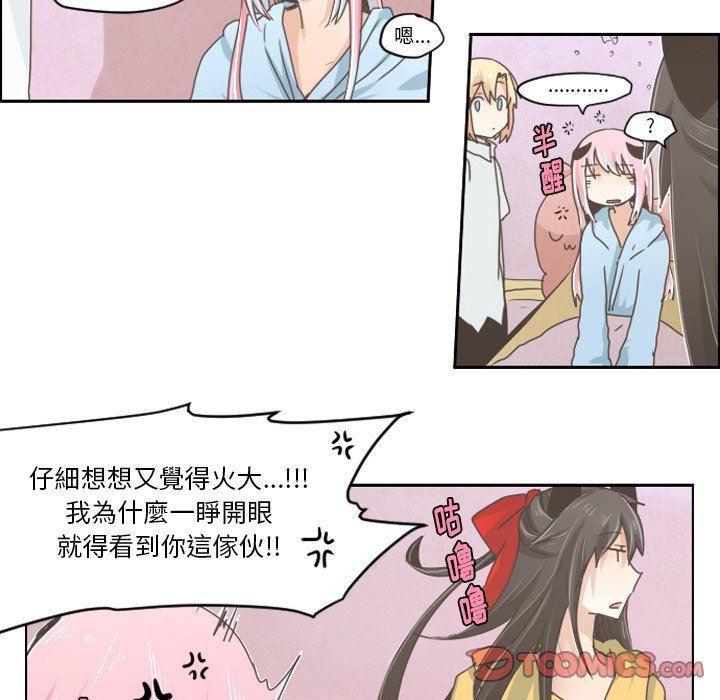 嗯...
............
?
半醒
仔細想想又覺得火大...!!!
我為什麼一睜開眼
就得看到你這傢伙!!
咕嚕嚕
TOOMICS.COM